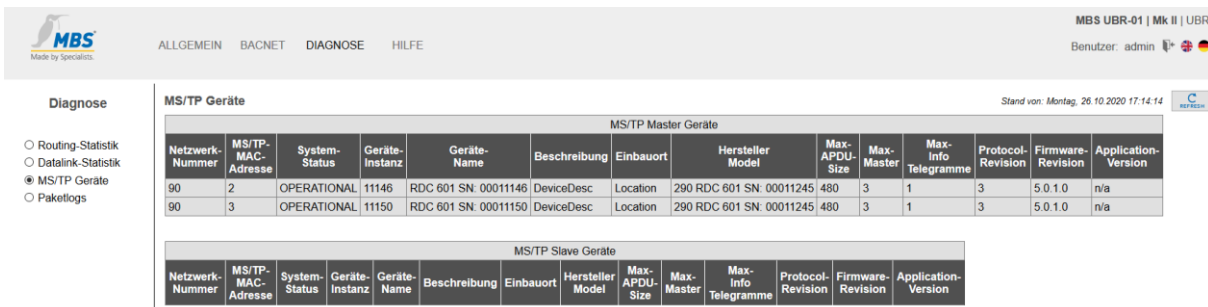 MBS UBR-01 | Mk II | UBR
MBS
Made by Specialists.
ALLGEMEIN BACNET DIAGNOSE HILFE
Benutzer: admin
Diagnose
Routing-Statistik
Datalink-Statistik
MS/TP Geräte
Paketlogs
MS/TP Geräte
Stand von: Montag, 26.10.2020 17:14:14
REFRESH
MS/TP Master Geräte
Netzwerk-Nummer MS/TP-MAC-Adresse System-Status Geräte-Instanz Geräte-Name Beschreibung Einbauort Hersteller Model Max-APDU-Size Max-Master Max-Info Telegramme Protocol-Revision Firmware-Revision Application-Version
90 2 OPERATIONAL 11146 RDC 601 SN: 00011146 DeviceDesc Location 290 RDC 601 SN: 00011245 480 3 1 3 5.0.1.0 n/a
90 3 OPERATIONAL 11150 RDC 601 SN: 00011150 DeviceDesc Location 290 RDC 601 SN: 00011245 480 3 1 3 5.0.1.0 n/a
MS/TP Slave Geräte
Netzwerk-Nummer MS/TP-MAC-Adresse System-Status Geräte-Instanz Geräte-Name Beschreibung Einbauort Hersteller Model Max-APDU-Size Max-Master Max-Info Telegramme Protocol-Revision Firmware-Revision Application-Version